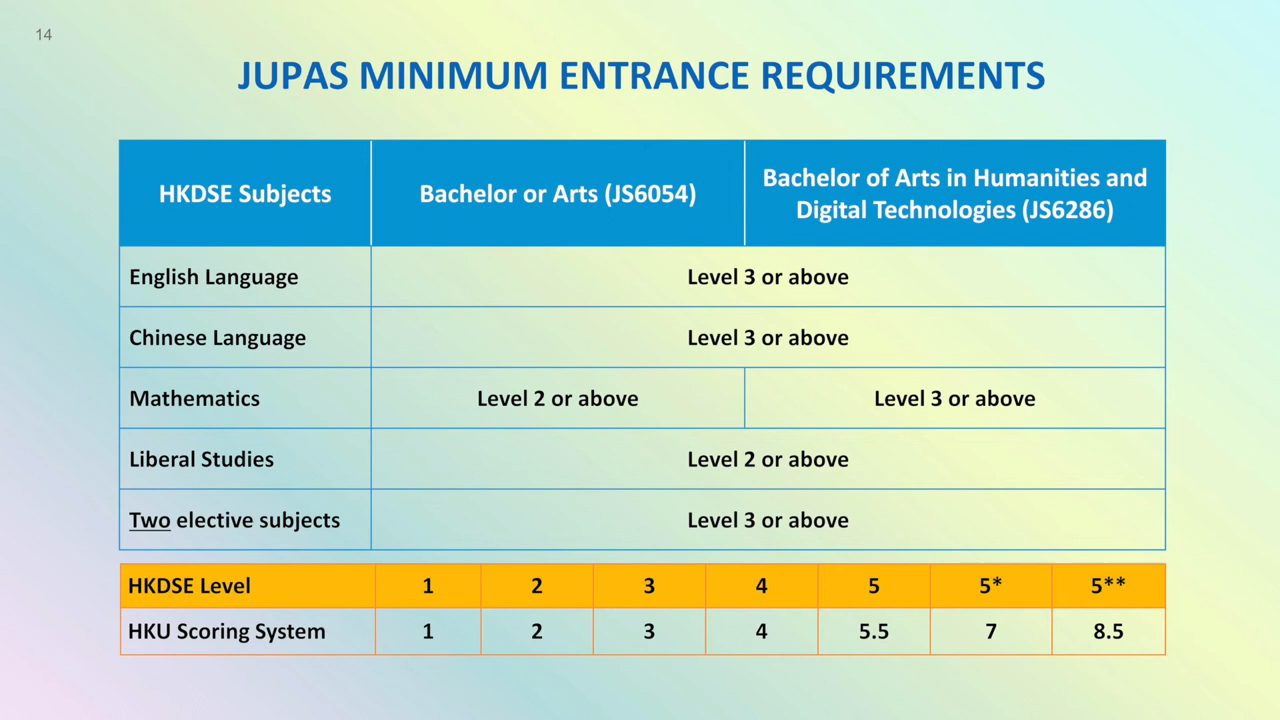 14
JUPAS MINIMUM ENTRANCE REQUIREMENTS
HKDSE Subjects
Bachelor or Arts (JS6054)
Bachelor of Arts in Humanities and
Digital Technologies (JS6286)
English Language
Level 3 or above
Chinese Language
Level 3 or above
Mathematics
Level 2 or above
Level 3 or above
Liberal Studies
Level 2 or above
Two elective subjects
Level 3 or above
HKDSE Level 1 2 3 4 5 5* 5**
HKU Scoring System 1 2 3 4 5.5 7 8.5